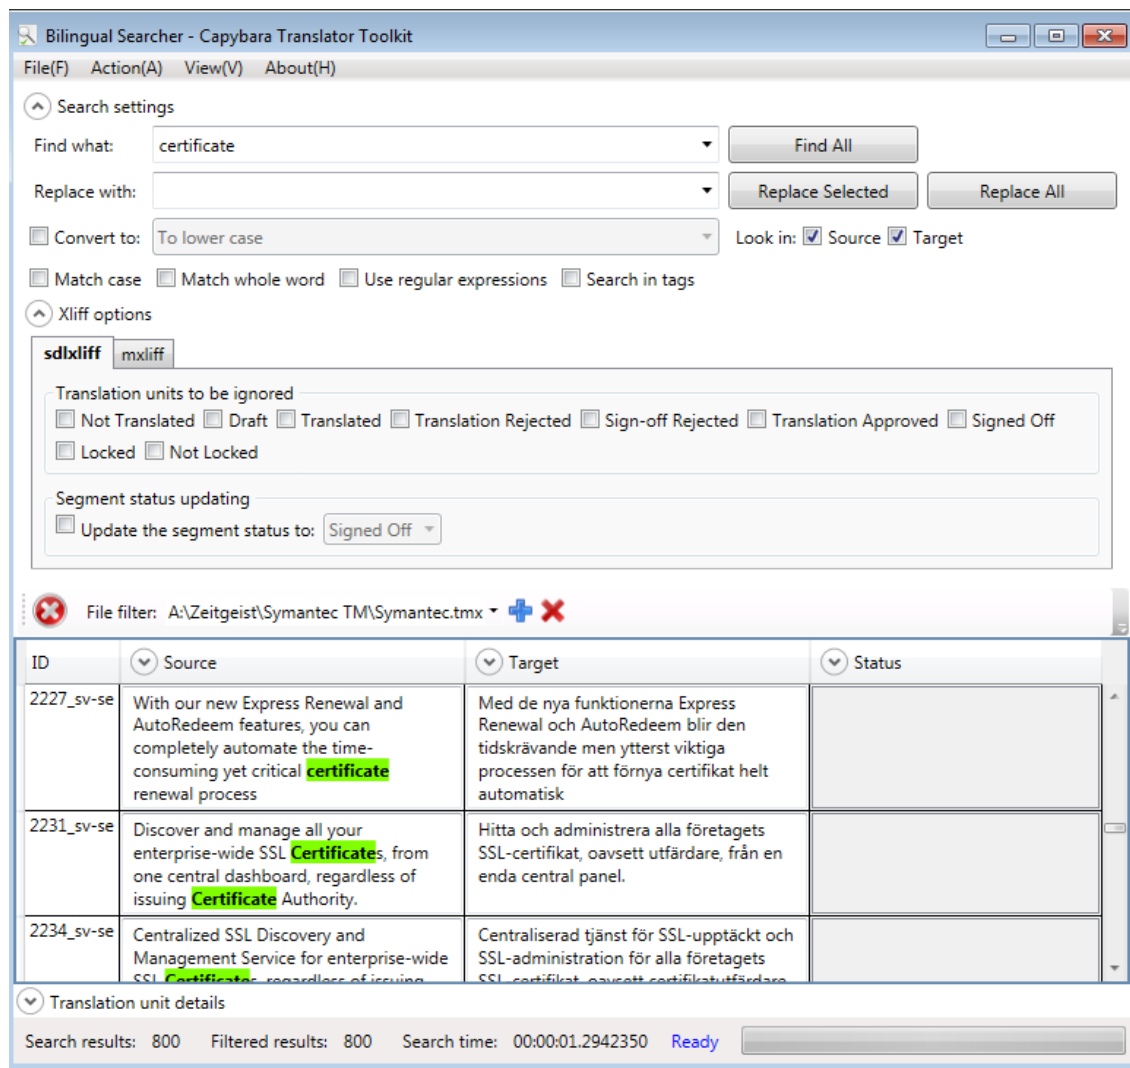 Bilingual Searcher - Capybara Translator Toolkit
File(F) Action(A) View(V) About(H)
Search settings
Find what: certificate Find All
Replace with: Replace Selected Replace All
Convert to: To lower case Look in: Source Target
Match case Match whole word Use regular expressions Search in tags
Xliff options
sdlxliff mxliff
Translation units to be ignored
Not Translated Draft Translated Translation Rejected Sign-off Rejected Translation Approved Signed Off
Locked Not Locked
Segment status updating
Update the segment status to: Signed Off
File filter: A:\Zeitgeist\Symantec TM\Symantec.tmx
ID Source Target Status
2227_sv-se
With our new Express Renewal and
AutoRedeem features, you can
completely automate the time-
consuming yet critical certificate
renewal process
Med de nya funktionerna Express
Renewal och AutoRedeem blir den
tidskrävande men ytterst viktiga
processen för att förnya certifikat helt
automatisk
2231_sv-se
Discover and manage all your
enterprise-wide SSL Certificates, from
one central dashboard, regardless of
issuing Certificate Authority.
Hitta och administrera alla företagets
SSL-certifikat, oavsett utfärdare, från en
enda central panel.
2234_sv-se
Centralized SSL Discovery and
Management Service for enterprise-wide
SSL Certificates, regardless of issuing
Centraliserad tjänst för SSL-upptäckt och
SSL-administration för alla företagets
SSL-certifikat, oavsett certifikatutfärdare
Translation unit details
Search results: 800 Filtered results: 800 Search time: 00:00:01.2942350 Ready